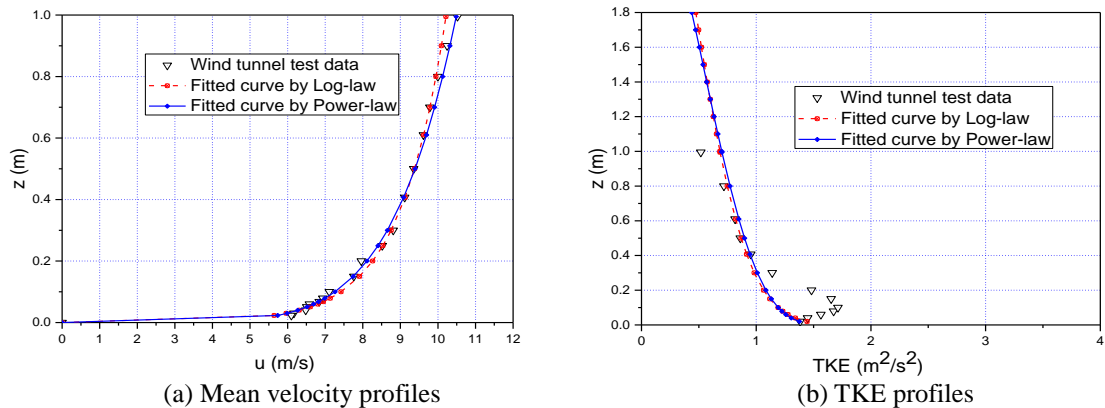 1.0
0.8
0.6
0.4
0.2
0.0
z (m)
Wind tunnel test data
Fitted curve by Log-law
Fitted curve by Power-law
0 1 2 3 4 5 6 7 8 9 10 11 12
u (m/s)
(a) Mean velocity profiles
1.8
1.6
1.4
1.2
1.0
0.8
0.6
0.4
0.2
0.0
z (m)
Wind tunnel test data
Fitted curve by Log-law
Fitted curve by Power-law
0 1 2 3 4
TKE (m²/s²)
(b) TKE profiles